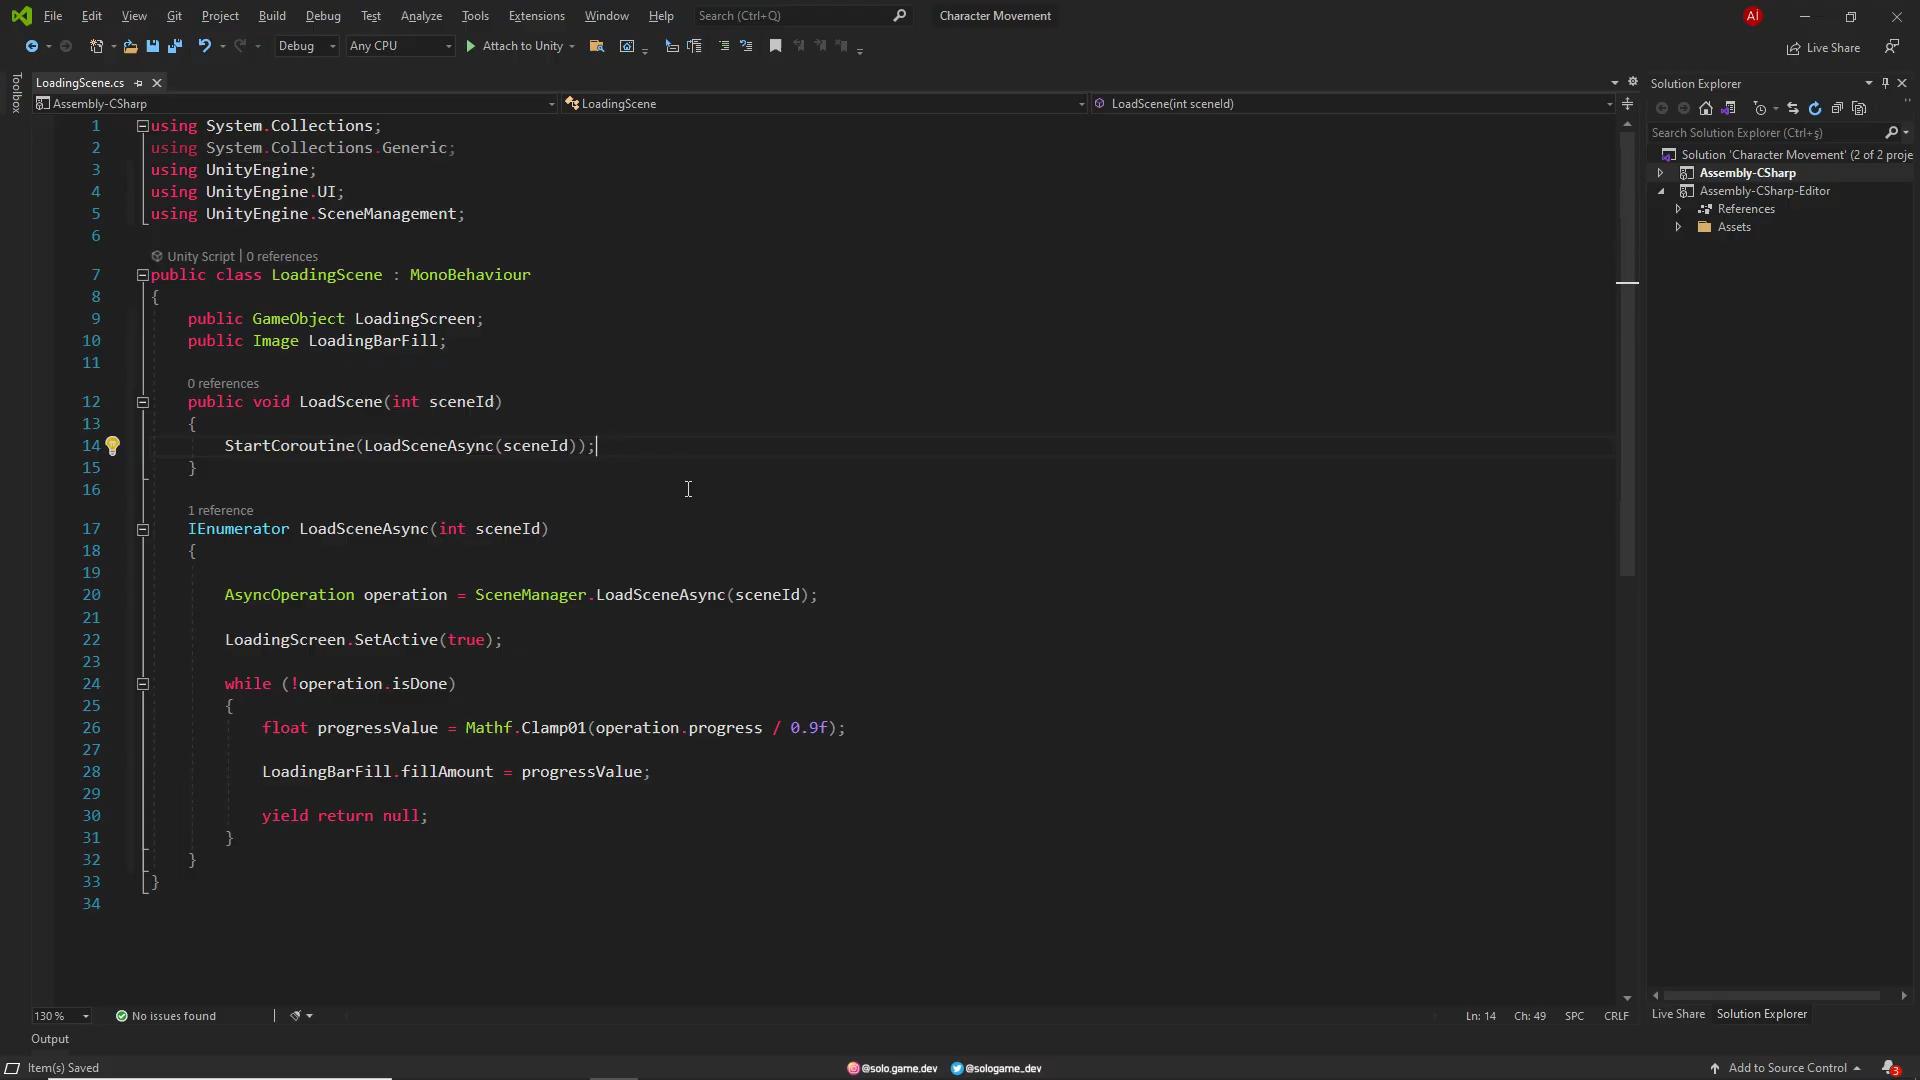 File Edit View Git Project Build Debug Test Analyze Tools Extensions Window Help Search (Ctrl+Q) Character Movement AI
Debug Any CPU Attach to Unity Live Share
Toolbox
LoadingScene.cs
Assembly-CSharp LoadingScene LoadScene(int sceneId)
1 using System.Collections;
2 using System.Collections.Generic;
3 using UnityEngine;
4 using UnityEngine.UI;
5 using UnityEngine.SceneManagement;
6
Unity Script | 0 references
7 public class LoadingScene : MonoBehaviour
8 {
9 public GameObject LoadingScreen;
10 public Image LoadingBarFill;
11
0 references
12 public void LoadScene(int sceneId)
13 {
14 StartCoroutine(LoadSceneAsync(sceneId));
15 }
16
1 reference
17 IEnumerator LoadSceneAsync(int sceneId)
18 {
19
20 AsyncOperation operation = SceneManager.LoadSceneAsync(sceneId);
21
22 LoadingScreen.SetActive(true);
23
24 while (!operation.isDone)
25 {
26 float progressValue = Mathf.Clamp01(operation.progress / 0.9f);
27
28 LoadingBarFill.fillAmount = progressValue;
29
30 yield return null;
31 }
32 }
33 }
34
Solution Explorer
Search Solution Explorer (Ctrl+ş)
Solution 'Character Movement' (2 of 2 proje
Assembly-CSharp
Assembly-CSharp-Editor
References
Assets
130 % No issues found Ln: 14 Ch: 49 SPC CRLF
Live Share Solution Explorer
Output
Item(s) Saved @solo.game.dev @sologame_dev Add to Source Control 3